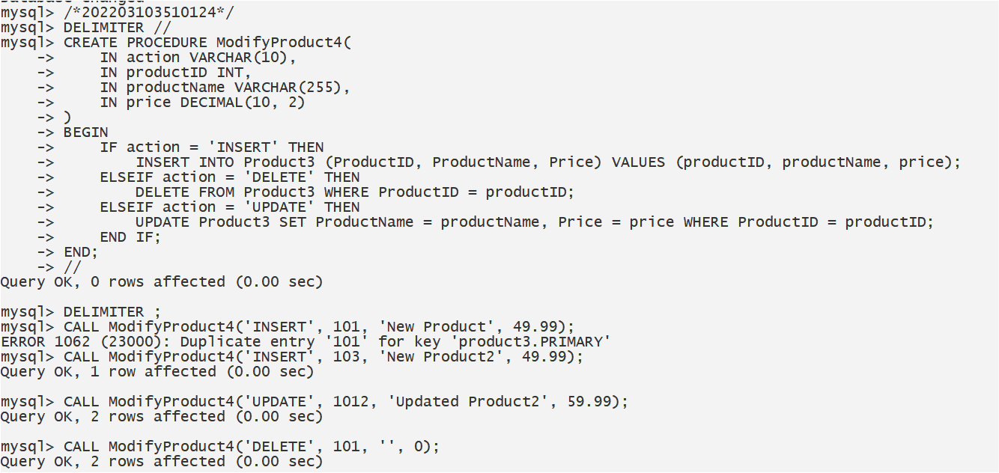 Database changed
mysql> /*202203103510124*/
mysql> DELIMITER //
mysql> CREATE PROCEDURE ModifyProduct4(
    ->     IN action VARCHAR(10),
    ->     IN productID INT,
    ->     IN productName VARCHAR(255),
    ->     IN price DECIMAL(10, 2)
    -> )
    -> BEGIN
    ->     IF action = 'INSERT' THEN
    ->         INSERT INTO Product3 (ProductID, ProductName, Price) VALUES (productID, productName, price);
    ->     ELSEIF action = 'DELETE' THEN
    ->         DELETE FROM Product3 WHERE ProductID = productID;
    ->     ELSEIF action = 'UPDATE' THEN
    ->         UPDATE Product3 SET ProductName = productName, Price = price WHERE ProductID = productID;
    ->     END IF;
    -> END;
    -> //
Query OK, 0 rows affected (0.00 sec)

mysql> DELIMITER ;
mysql> CALL ModifyProduct4('INSERT', 101, 'New Product', 49.99);
ERROR 1062 (23000): Duplicate entry '101' for key 'product3.PRIMARY'
mysql> CALL ModifyProduct4('INSERT', 103, 'New Product2', 49.99);
Query OK, 1 row affected (0.00 sec)

mysql> CALL ModifyProduct4('UPDATE', 1012, 'Updated Product2', 59.99);
Query OK, 2 rows affected (0.00 sec)

mysql> CALL ModifyProduct4('DELETE', 101, '', 0);
Query OK, 2 rows affected (0.00 sec)